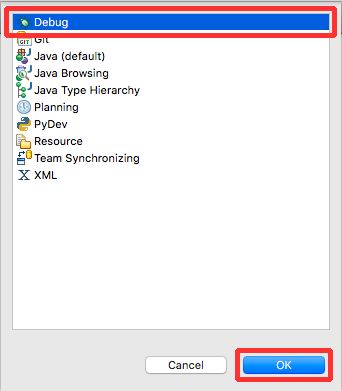 Debug
Git
Java (default)
Java Browsing
Java Type Hierarchy
Planning
PyDev
Resource
Team Synchronizing
XML
Cancel
OK